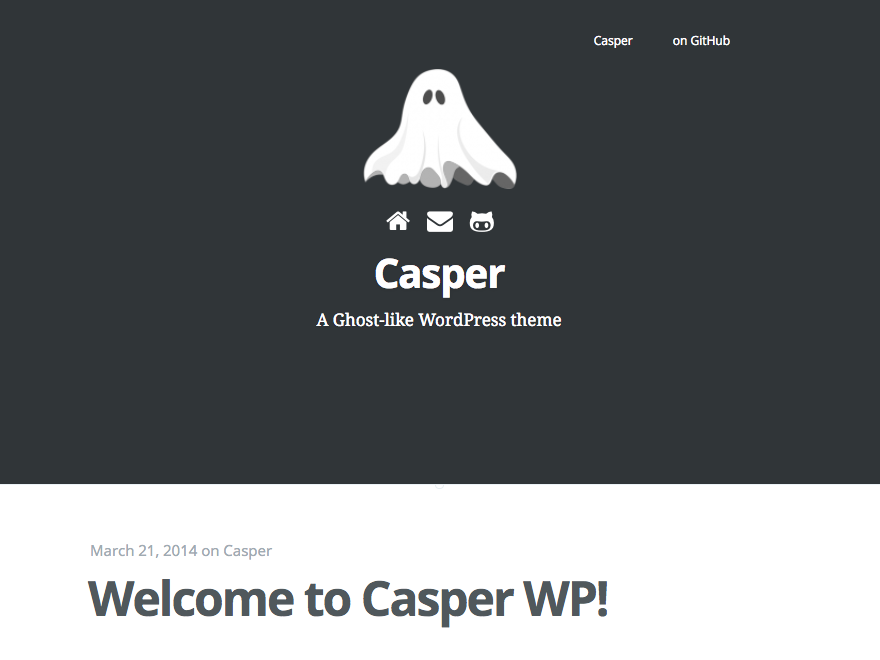 Casper on GitHub
Casper
A Ghost-like WordPress theme
March 21, 2014 on Casper
Welcome to Casper WP!